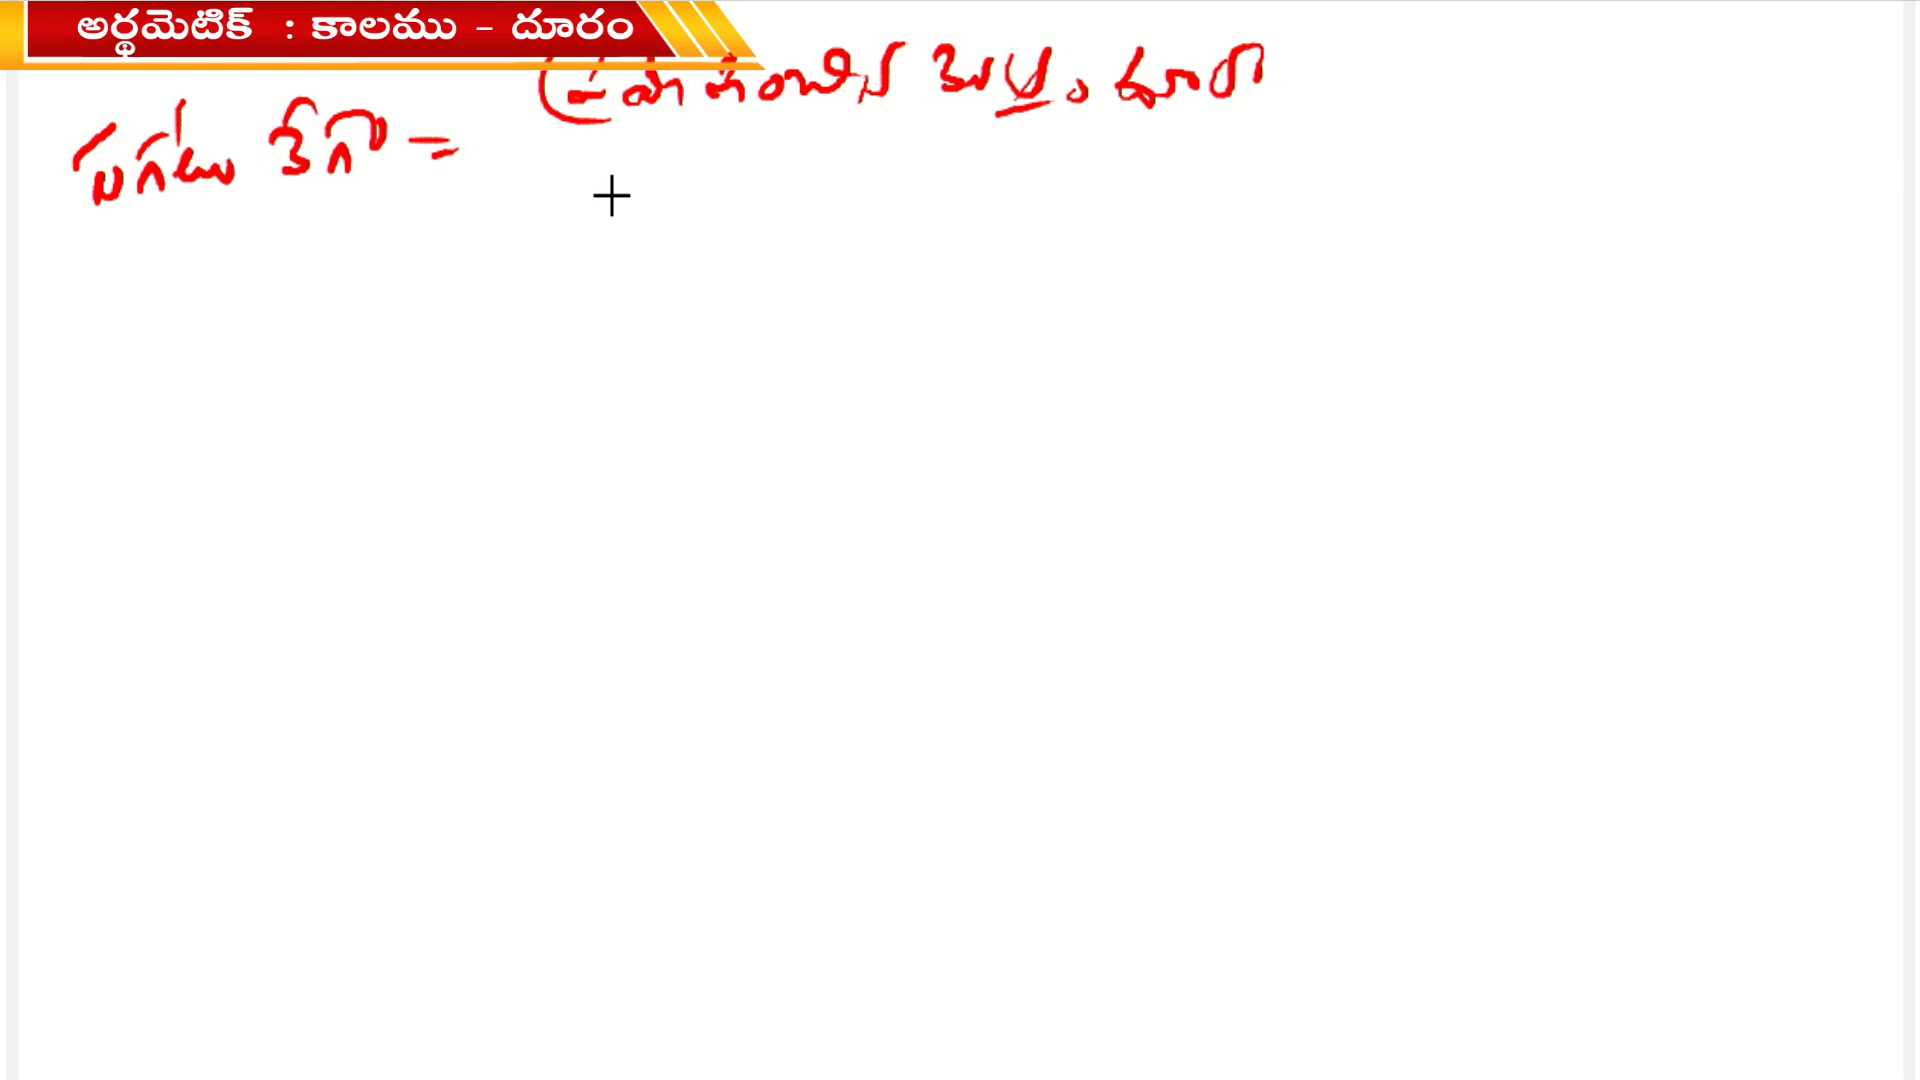 అర్థమెటిక్ : కాలము - దూరం
ప్రయాణించిన మొత్తం దూరా
సగటు వేగా =